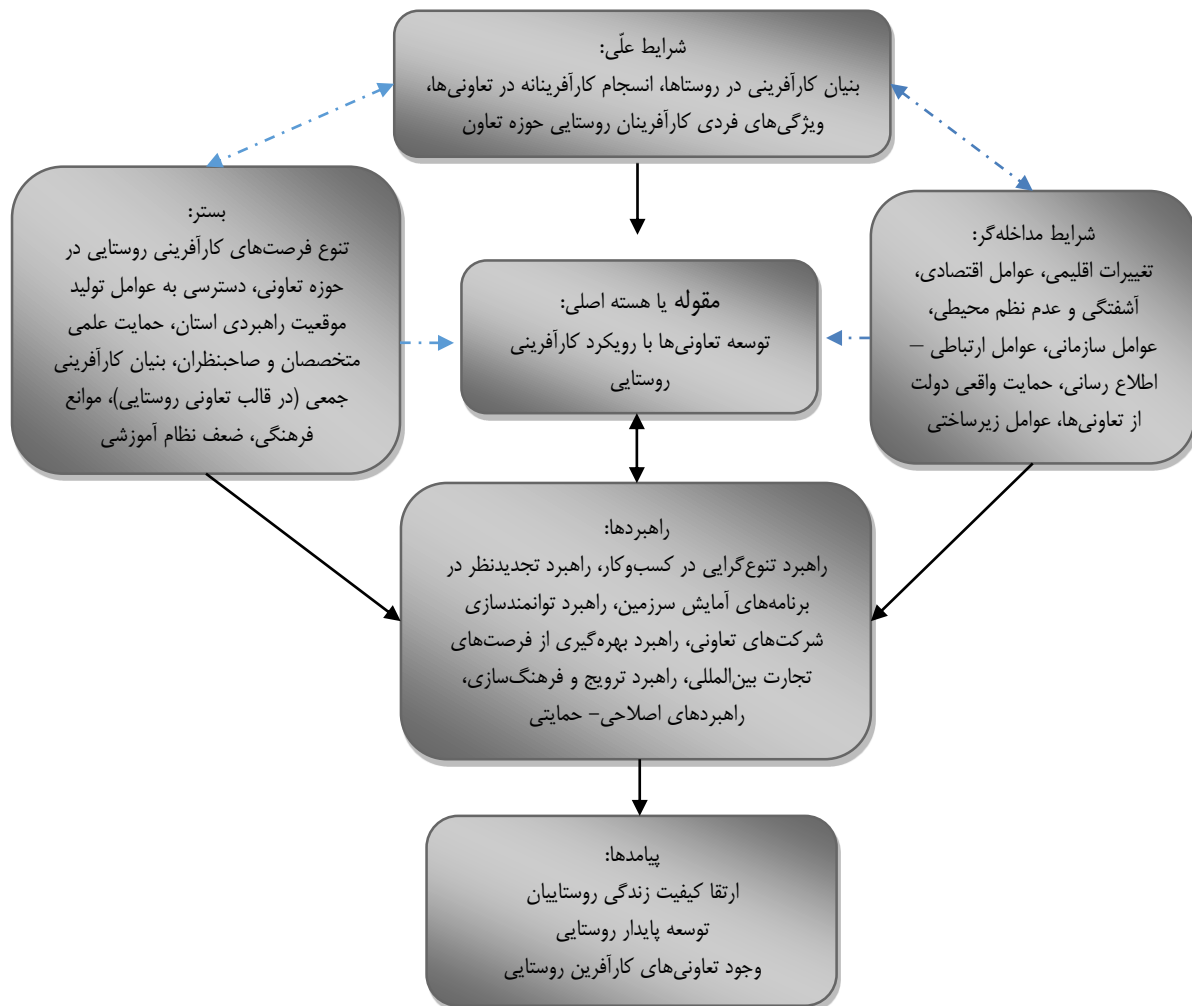 شرایط علّی:
بنیان کارآفرینی در روستاها، انسجام کارآفرینانه در تعاونی‌ها،
ویژگی‌های فردی کارآفرینان روستایی حوزه تعاون
شرایط مداخله‌گر:
تغییرات اقلیمی، عوامل اقتصادی،
آشفتگی و عدم نظم محیطی،
عوامل سازمانی، عوامل ارتباطی –
اطلاع رسانی، حمایت واقعی دولت
از تعاونی‌ها، عوامل زیرساختی
مقوله یا هسته اصلی:
توسعه تعاونی‌ها با رویکرد کارآفرینی
روستایی
بستر:
تنوع فرصت‌های کارآفرینی روستایی در
حوزه تعاونی، دسترسی به عوامل تولید
موقعیت راهبردی استان، حمایت علمی
متخصصان و صاحبنظران، بنیان کارآفرینی
جمعی (در قالب تعاونی روستایی)، موانع
فرهنگی، ضعف نظام آموزشی
راهبردها:
راهبرد تنوع‌گرایی در کسب‌وکار، راهبرد تجدیدنظر در
برنامه‌های آمایش سرزمین، راهبرد توانمندسازی
شرکت‌های تعاونی، راهبرد بهره‌گیری از فرصت‌های
تجارت بین‌المللی، راهبرد ترویج و فرهنگ‌سازی،
راهبردهای اصلاحی- حمایتی
پیامدها:
ارتقا کیفیت زندگی روستاییان
توسعه پایدار روستایی
وجود تعاونی‌های کارآفرین روستایی